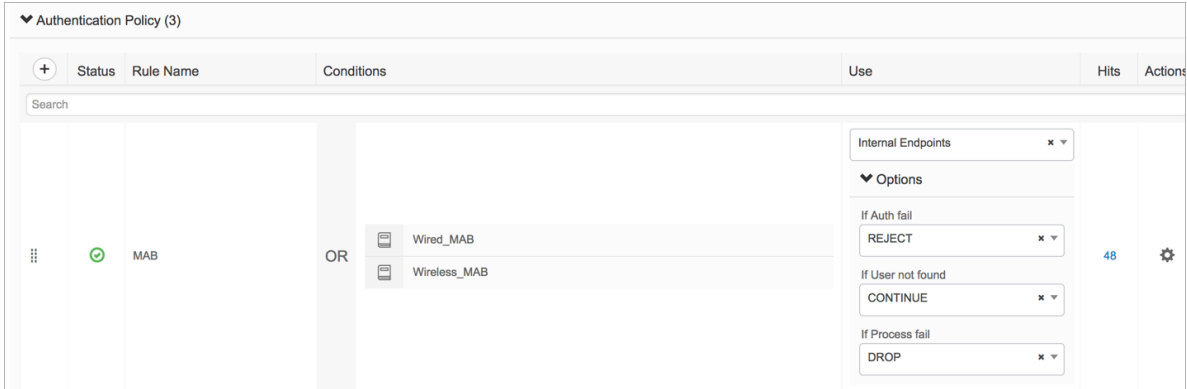 Authentication Policy (3)
+ Status Rule Name Conditions Use Hits Actions
Search
Internal Endpoints
Options
If Auth fail
REJECT
MAB OR Wired_MAB 48
Wireless_MAB
If User not found
CONTINUE
If Process fail
DROP